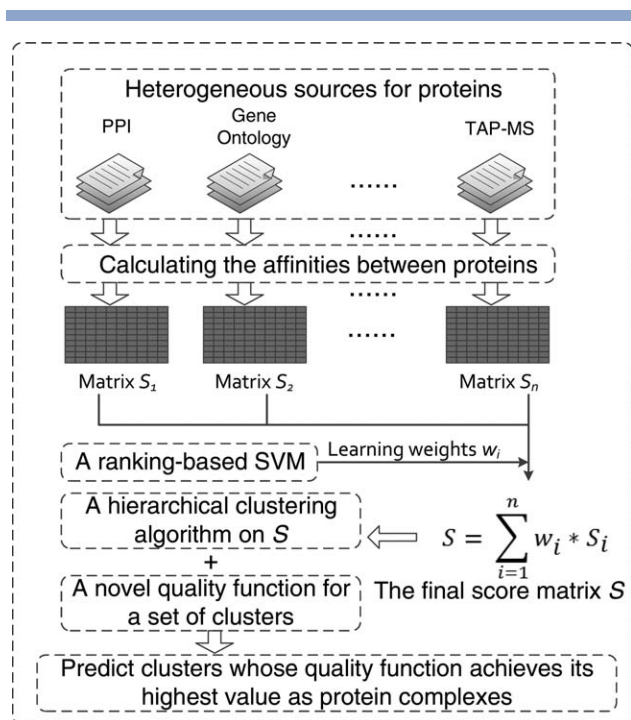 Heterogeneous sources for proteins
PPI
Gene
Ontology
TAP-MS
......
......
Calculating the affinities between proteins
......
......
Matrix S₁
Matrix S₂
Matrix Sₙ
A ranking-based SVM
Learning weights wᵢ
A hierarchical clustering
algorithm on S
S = ∑ⁿᵢ₌₁ wᵢ * Sᵢ
The final score matrix S
+
A novel quality function for
a set of clusters
Predict clusters whose quality function achieves its
highest value as protein complexes